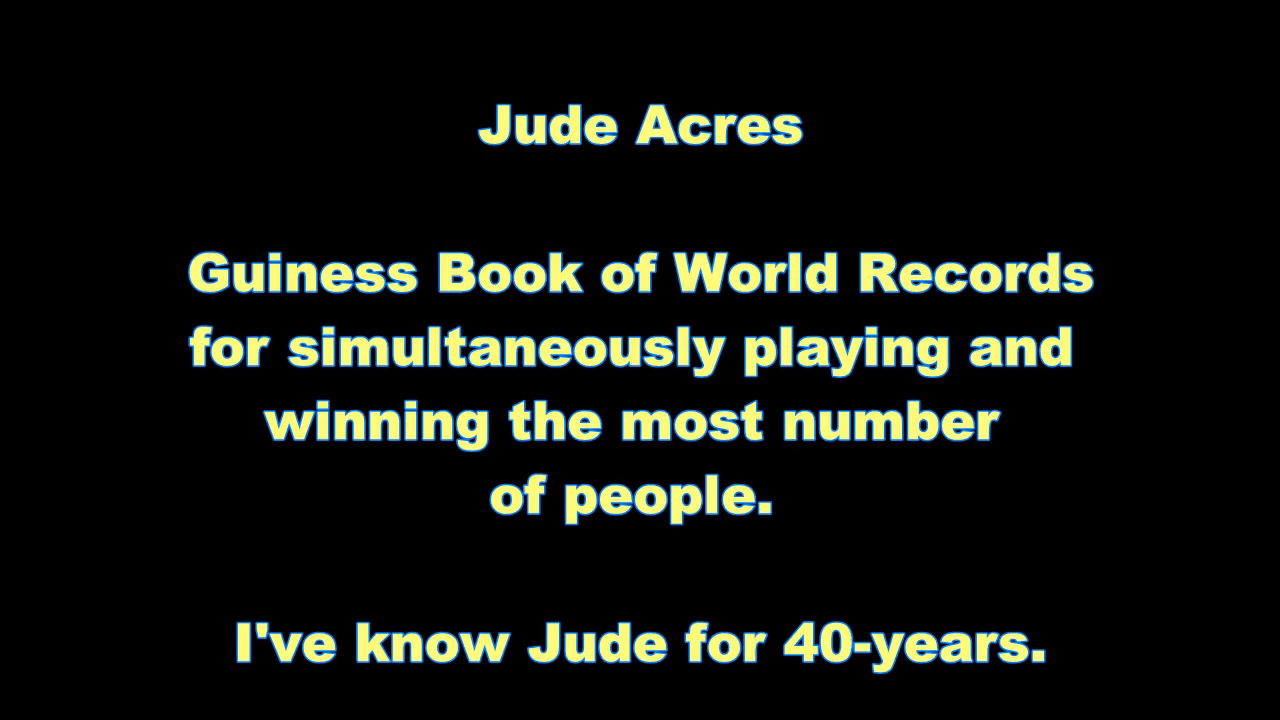 Jude Acres
Guiness Book of World Records
for simultaneously playing and
winning the most number
of people.
I've know Jude for 40-years.